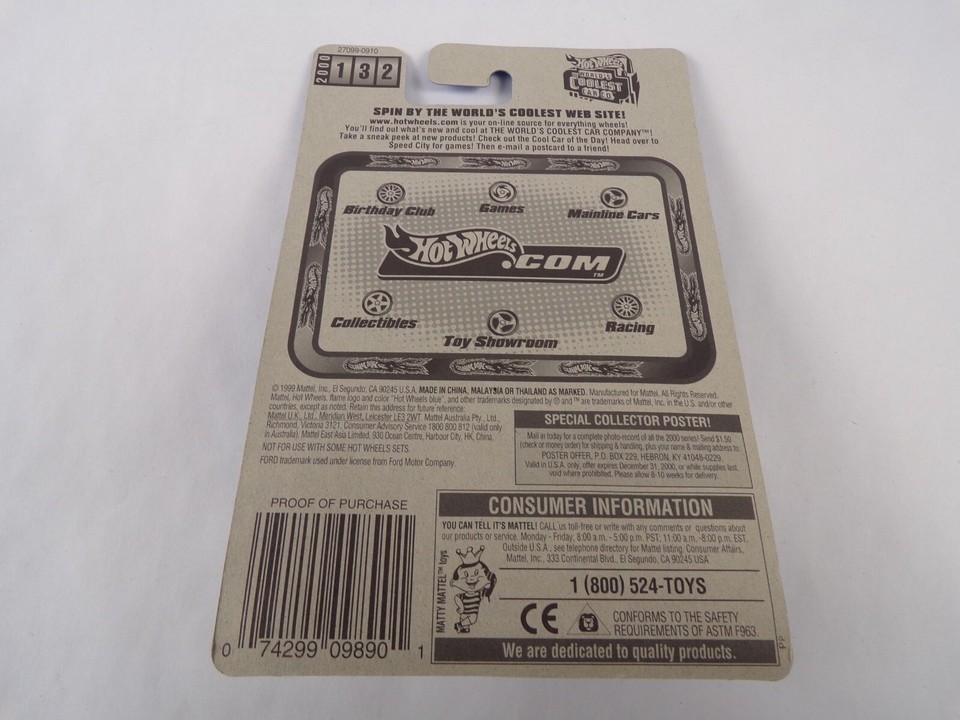 27099-0910
2000 1 3 2
HOT WHEELS
WORLD'S
COOLEST
CAR CO.
SPIN BY THE WORLD'S COOLEST WEB SITE!
www.hotwheels.com is your on-line source for everything wheels!
You'll find out what's new and cool at THE WORLD'S COOLEST CAR COMPANY™!
Take a sneak peek at new products! Check out the Cool Car of the Day! Head over to
Speed City for games! Then e-mail a postcard to a friend!
Birthday Club
Games
Mainline Cars
HOT WHEELS
.COM™
Collectibles
Toy Showroom
Racing
© 1999 Mattel, Inc., El Segundo, CA 90245 U.S.A. MADE IN CHINA, MALAYSIA OR THAILAND AS MARKED. Manufactured for Mattel. All Rights Reserved.
Mattel, Hot Wheels, flame logo and color "Hot Wheels blue", and other trademarks designated by ® and ™ are trademarks of Mattel, Inc. in the U.S. and/or other
countries, except as noted. Retain this address for future reference:
Mattel U.K., Ltd., Meridian West, Leicester LE3 2WT. Mattel Australia Pty., Ltd.,
Richmond, Victoria 3121, Consumer Advisory Service 1800 800 812 (valid only
in Australia). Mattel East Asia Limited, 930 Ocean Centre, Harbour City, HK, China.
NOT FOR USE WITH SOME HOT WHEELS SETS.
FORD trademark used under license from Ford Motor Company.
SPECIAL COLLECTOR POSTER!
Mail in today for a complete photo-record of all the 2000 series! Send $1.50
(check or money order) for shipping & handling, plus your name & mailing address to:
POSTER OFFER, P.O. BOX 229, HEBRON, KY 41048-0229.
Valid in U.S.A. only, offer expires December 31, 2000, or while supplies last,
void where prohibited. Please allow 8-10 weeks for delivery.
PROOF OF PURCHASE
0 74299 09890 1
CONSUMER INFORMATION
YOU CAN TELL IT'S MATTEL! CALL us toll-free or write with any comments or questions about
our products or service. Monday - Friday, 8:00 a.m. - 5:00 p.m. PST; 11:00 a.m. -8:00 p.m. EST.
Outside U.S.A., see telephone directory for Mattel listing. Consumer Affairs,
Mattel, Inc., 333 Continental Blvd., El Segundo, CA 90245 USA
MATTY MATTEL™ toys
1 (800) 524-TOYS
CE
CONFORMS TO THE SAFETY
REQUIREMENTS OF ASTM F963.
We are dedicated to quality products.
PP